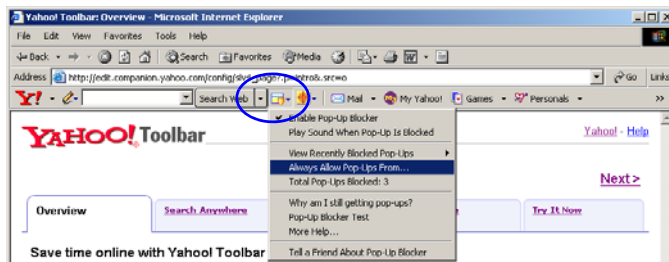 Yahoo! Toolbar: Overview - Microsoft Internet Explorer
File Edit View Favorites Tools Help
Back Search Favorites Media
Address http://edit.companion.yahoo.com/config/slvd_page?.p=intro&.srcwo Go Links
Y! Search Web Mail My Yahoo! Games Personals »
YAHOO! Toolbar
Yahoo! - Help
Enable Pop-Up Blocker
Play Sound When Pop-Up Is Blocked
View Recently Blocked Pop-Ups
Always Allow Pop-Ups From...
Total Pop-Ups Blocked: 3
Why am I still getting pop-ups?
Pop-Up Blocker Test
More Help...
Tell a Friend About Pop-Up Blocker
Next >
Overview Search Anywhere Try It Now
Save time online with Yahoo! Toolbar